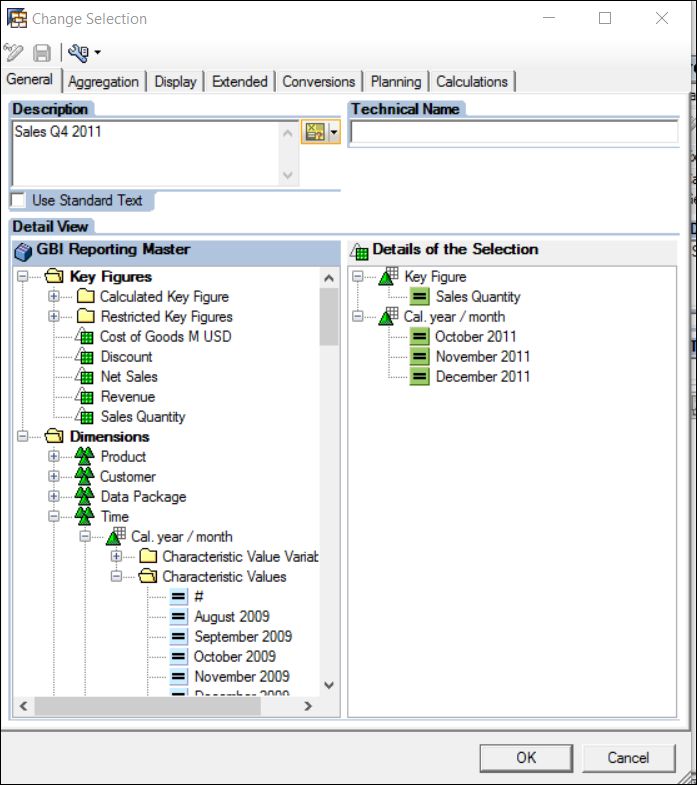 Change Selection
General Aggregation Display Extended Conversions Planning Calculations
Description
Technical Name
Sales Q4 2011
Use Standard Text
Detail View
GBI Reporting Master
Key Figures
Calculated Key Figure
Restricted Key Figures
Cost of Goods M USD
Discount
Net Sales
Revenue
Sales Quantity
Dimensions
Product
Customer
Data Package
Time
Cal. year / month
Characteristic Value Variab
Characteristic Values
#
August 2009
September 2009
October 2009
November 2009
December 2009
Details of the Selection
Key Figure
Sales Quantity
Cal. year / month
October 2011
November 2011
December 2011
OK Cancel